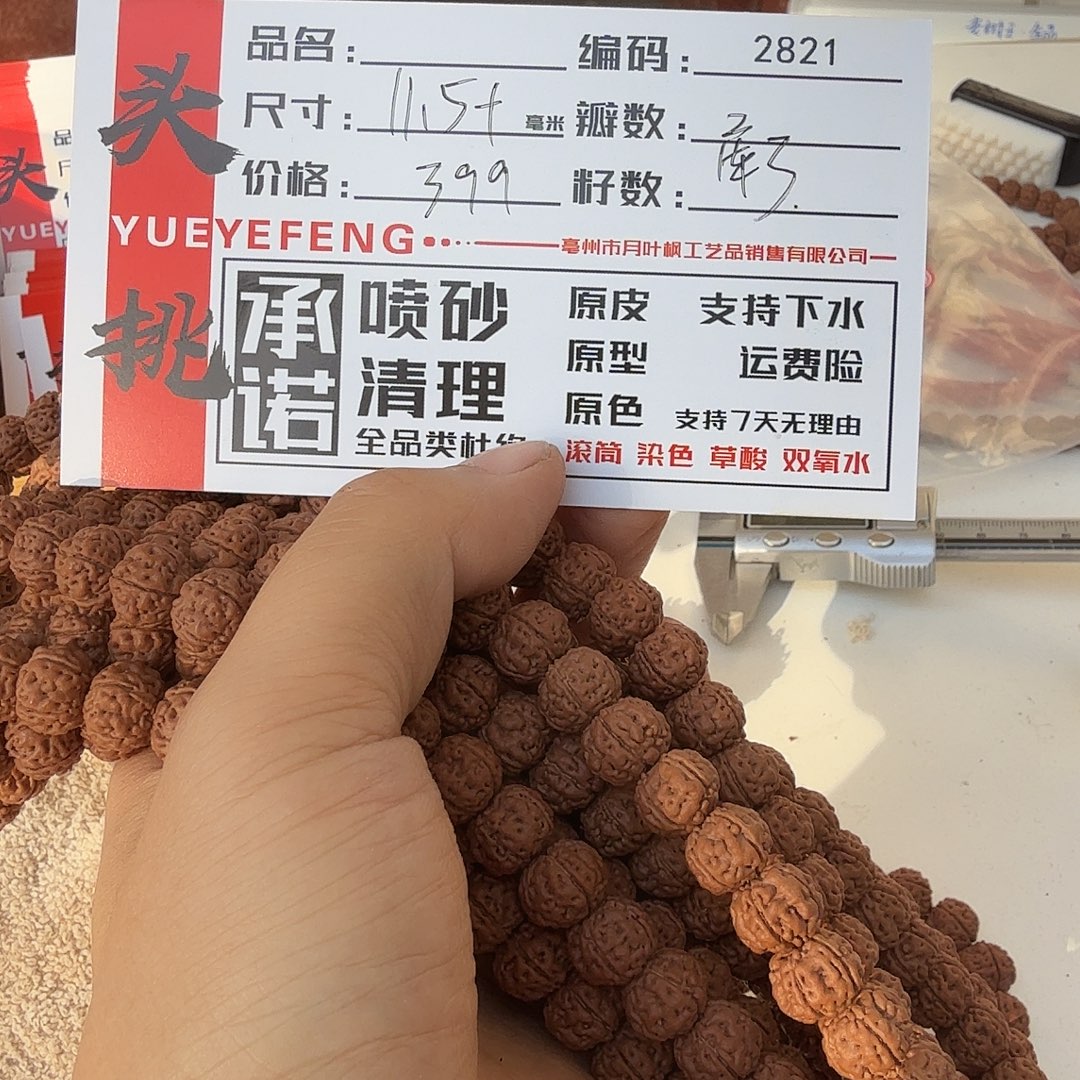 头挑
品名：
编码：2821
尺寸：11.5+毫米
瓣数：
价格：399
籽数：
YUEYEFENG
亳州市月叶枫工艺品销售有限公司
承诺
喷砂
清理
全品类杜绝
原皮
原型
原色
支持下水
运费险
支持7天无理由
滚筒 染色 草酸 双氧水
头
YUEY